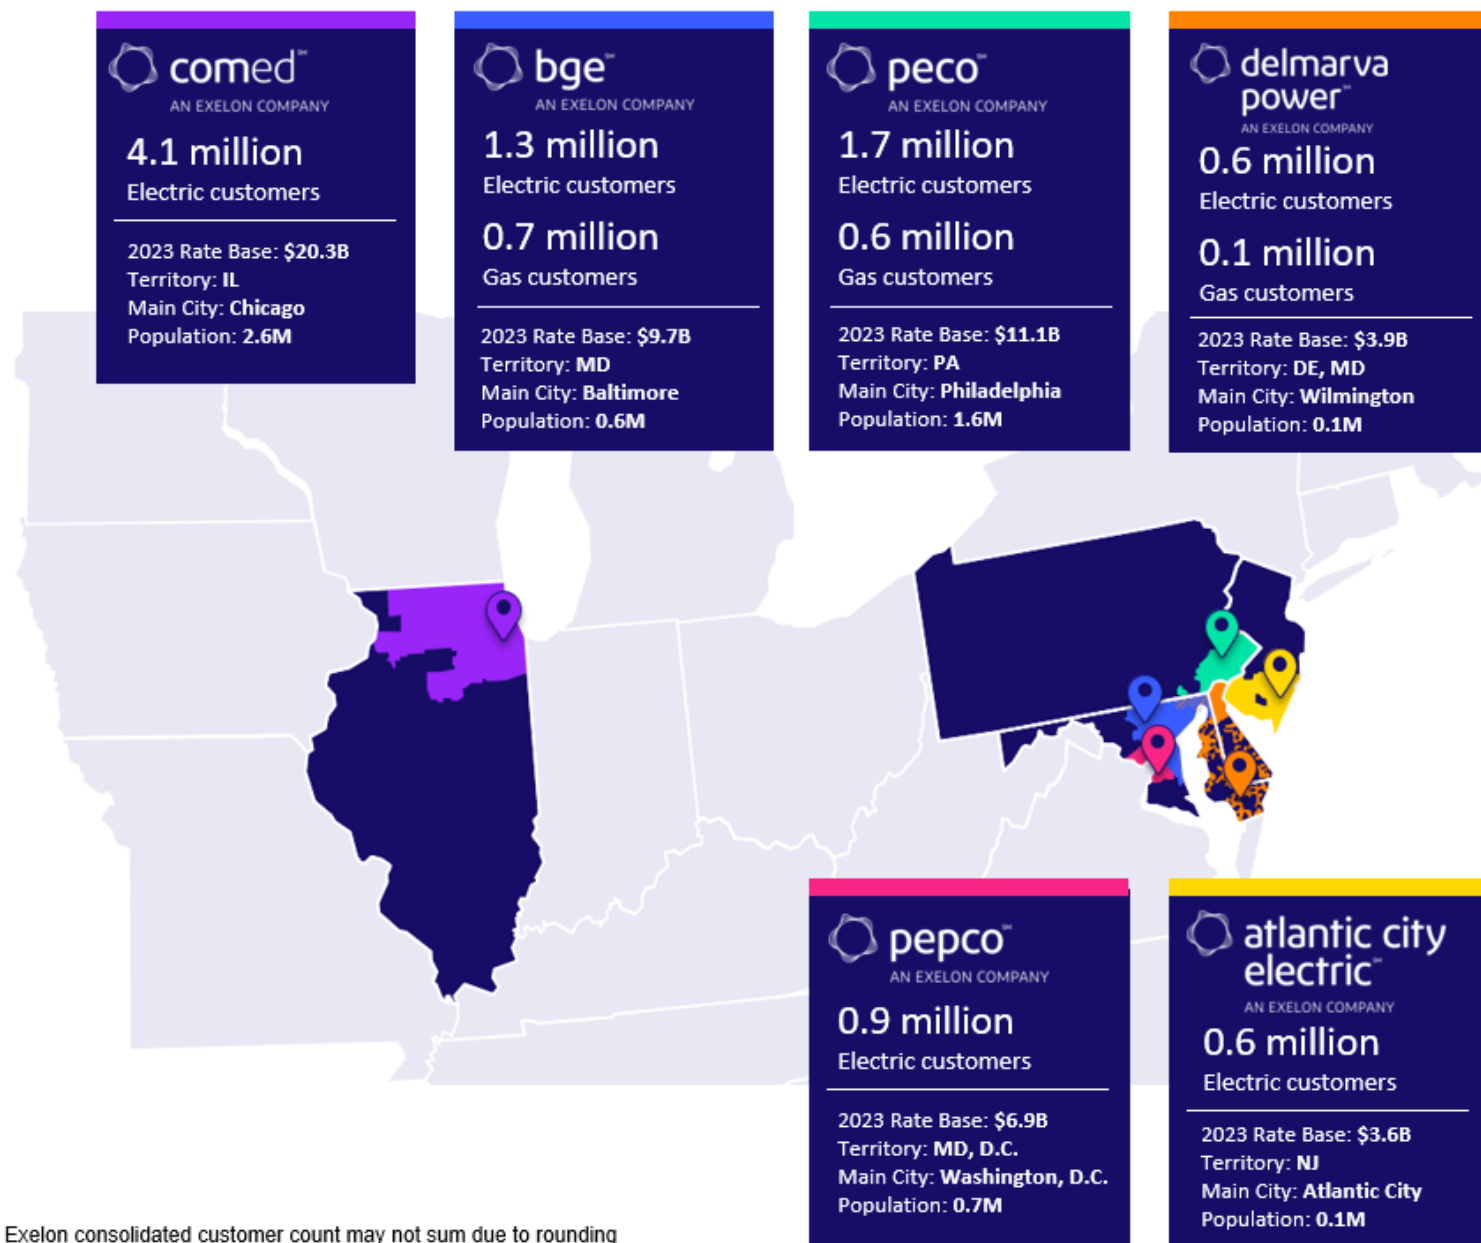 comed℠
AN EXELON COMPANY
4.1 million
Electric customers
2023 Rate Base: $20.3B
Territory: IL
Main City: Chicago
Population: 2.6M
bge℠
AN EXELON COMPANY
1.3 million
Electric customers
0.7 million
Gas customers
2023 Rate Base: $9.7B
Territory: MD
Main City: Baltimore
Population: 0.6M
peco℠
AN EXELON COMPANY
1.7 million
Electric customers
0.6 million
Gas customers
2023 Rate Base: $11.1B
Territory: PA
Main City: Philadelphia
Population: 1.6M
delmarva
power℠
AN EXELON COMPANY
0.6 million
Electric customers
0.1 million
Gas customers
2023 Rate Base: $3.9B
Territory: DE, MD
Main City: Wilmington
Population: 0.1M
pepco℠
AN EXELON COMPANY
0.9 million
Electric customers
2023 Rate Base: $6.9B
Territory: MD, D.C.
Main City: Washington, D.C.
Population: 0.7M
atlantic city
electric℠
AN EXELON COMPANY
0.6 million
Electric customers
2023 Rate Base: $3.6B
Territory: NJ
Main City: Atlantic City
Population: 0.1M
Exelon consolidated customer count may not sum due to rounding